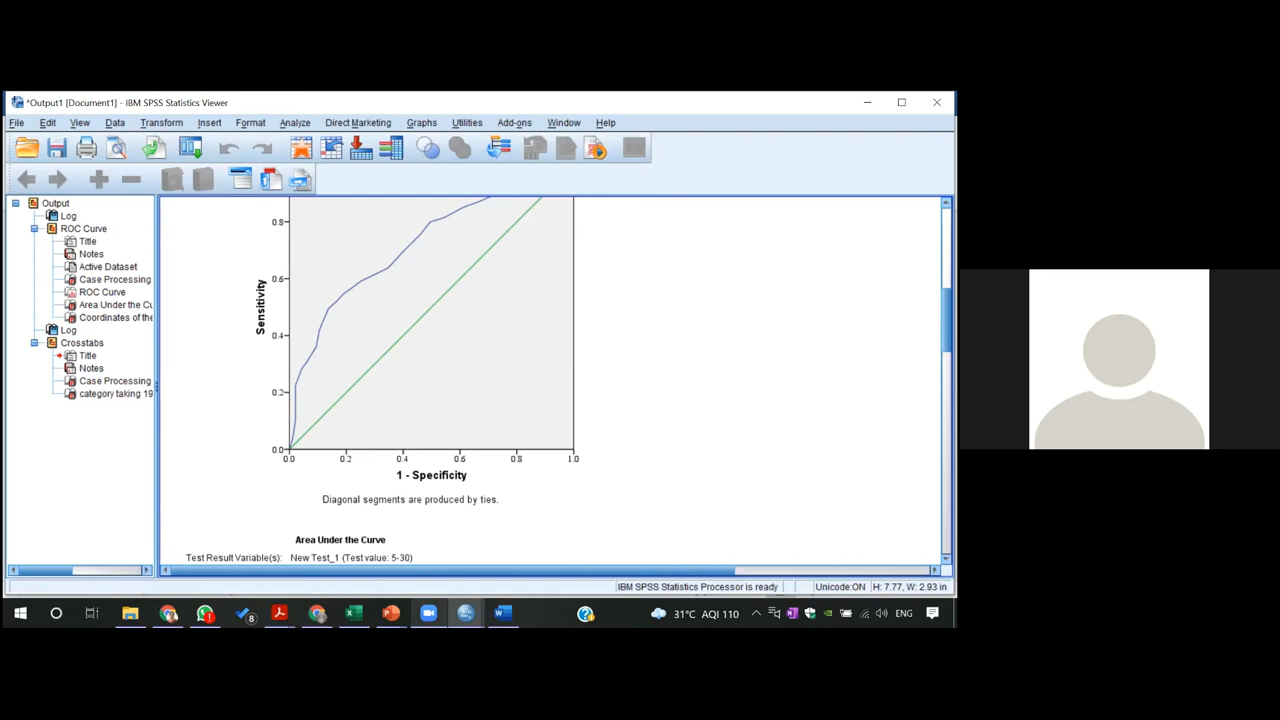 *Output1 [Document1] - IBM SPSS Statistics Viewer
File Edit View Data Transform Insert Format Analyze Direct Marketing Graphs Utilities Add-ons Window Help
Output
Log
ROC Curve
Title
Notes
Active Dataset
Case Processing
ROC Curve
Area Under the Cu
Coordinates of the
Log
Crosstabs
Title
Notes
Case Processing
category taking 19
0.8
0.6
0.4
0.2
0.0
Sensitivity
0.0 0.2 0.4 0.6 0.8 1.0
1 - Specificity
Diagonal segments are produced by ties.
Area Under the Curve
Test Result Variable(s): New Test_1 (Test value: 5-30)
IBM SPSS Statistics Processor is ready Unicode:ON H: 7.77, W: 2.93 in
8 31°C AQI 110 ENG